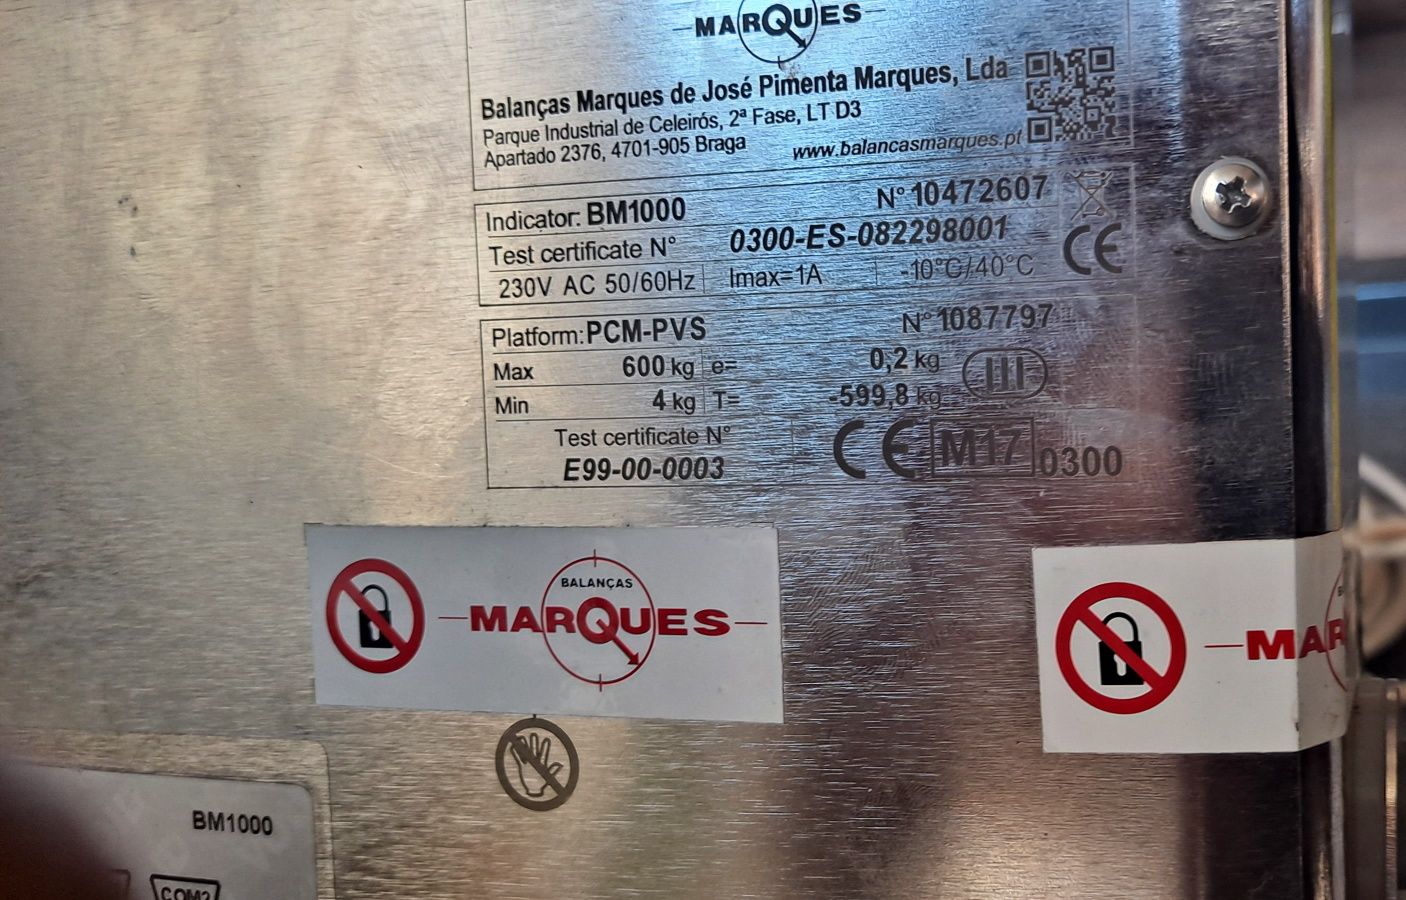 MARQUES
Balanças Marques de José Pimenta Marques, Lda
Parque Industrial de Celeirós, 2ª Fase, LT D3
Apartado 2376, 4701-905 Braga
www.balancasmarques.pt
Indicator: BM1000 N° 10472607
Test certificate N° 0300-ES-082298001
230V AC 50/60Hz Imax=1A -10°C/40°C
CE
Platform: PCM-PVS N° 1087797
Max 600 kg e= 0,2 kg
Min 4 kg T= -599,8 kg III
Test certificate N°
E99-00-0003
CE M17 0300
BALANÇAS
MARQUES
MAR
BM1000
COM2